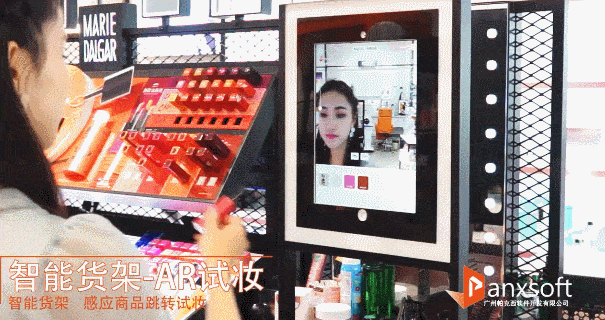 MARIE
DALGAR
智能货架-AR试妆
智能货架 感应商品跳转试妆
Panxsoft
广州帕克西软件开发有限公司